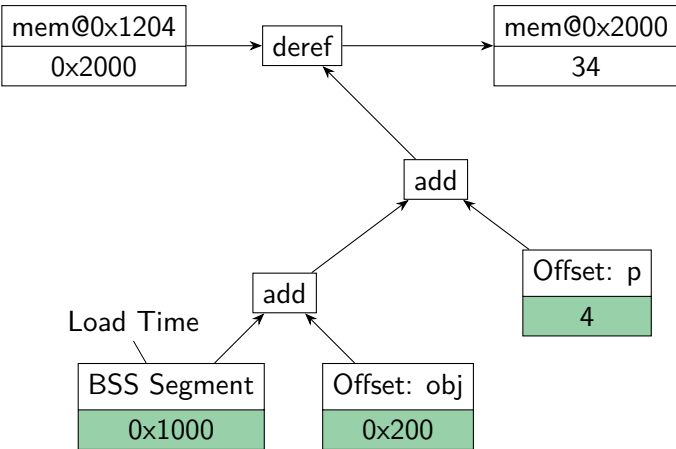 mem@0x1204
0x2000
deref
mem@0x2000
34
add
Offset: p
4
add
Load Time
BSS Segment
0x1000
Offset: obj
0x200